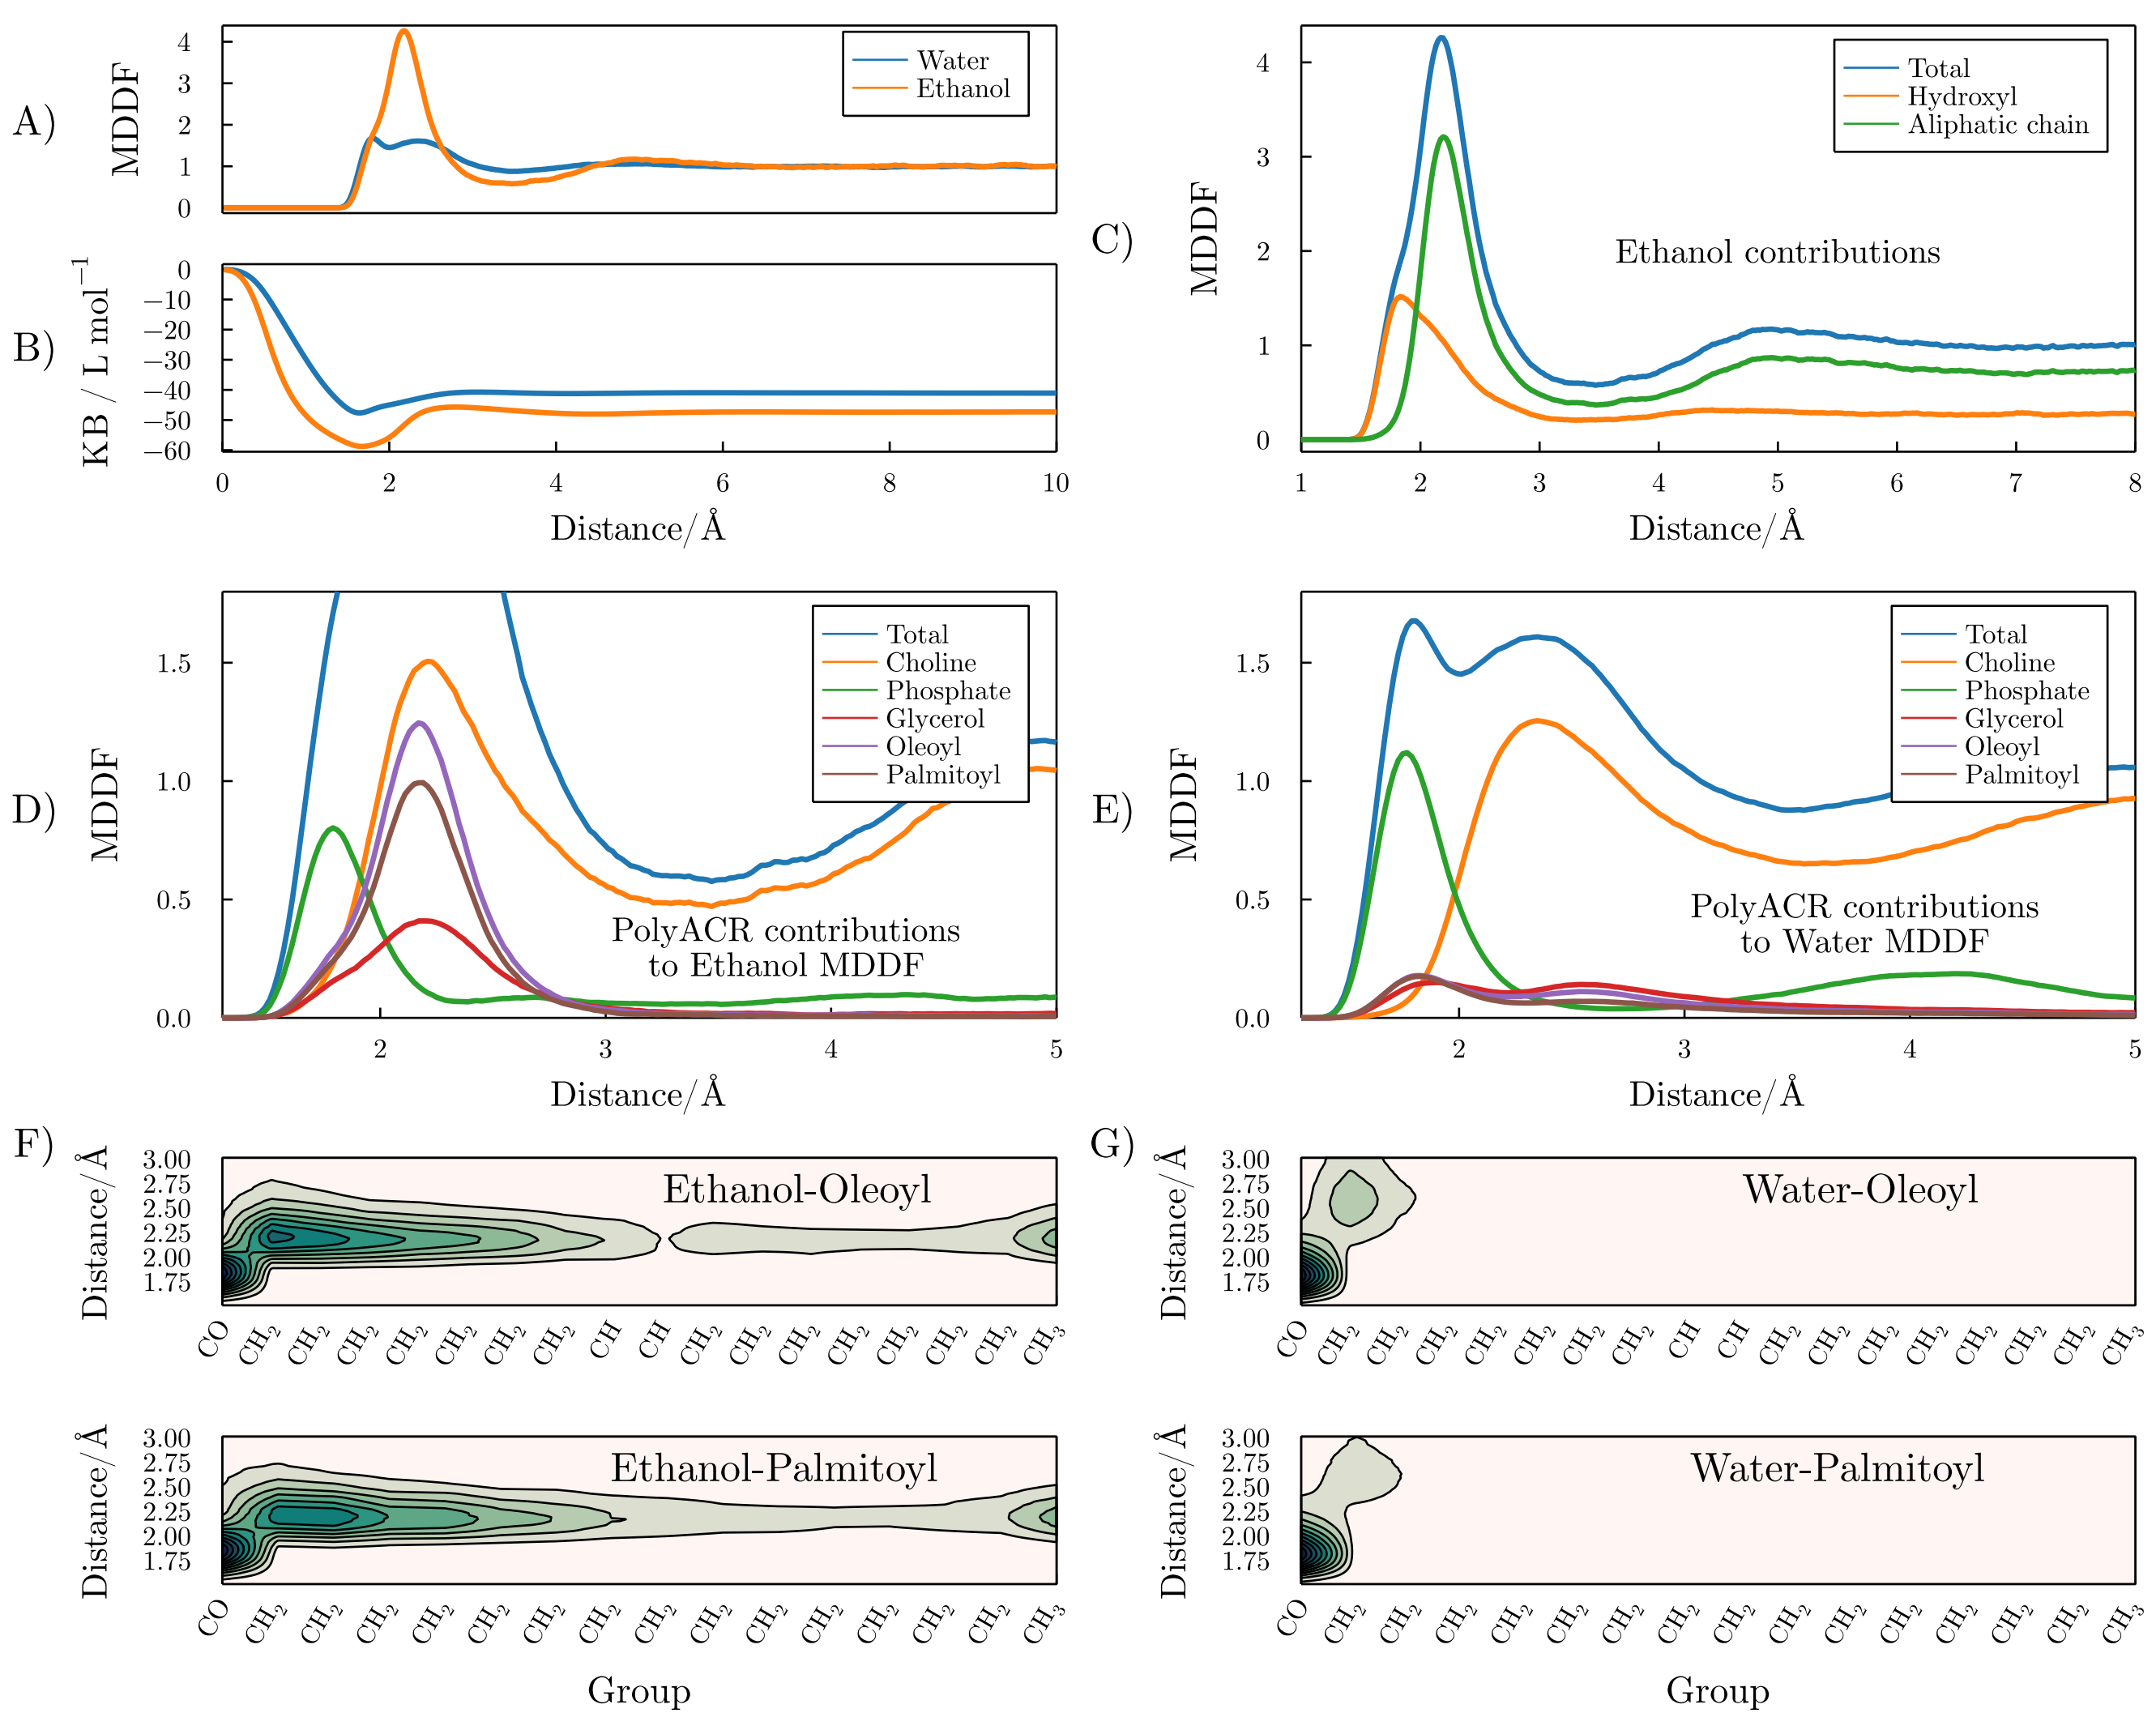 A)
MDDF
4
3
2
1
0
Water
Ethanol
B)
KB / L mol⁻¹
0
−10
−20
−30
−40
−50
−60
0 2 4 6 8 10
Distance/Å
C)
MDDF
4
3
2
1
0
Total
Hydroxyl
Aliphatic chain
Ethanol contributions
1 2 3 4 5 6 7 8
Distance/Å
D)
MDDF
1.5
1.0
0.5
0.0
Total
Choline
Phosphate
Glycerol
Oleoyl
Palmitoyl
PolyACR contributions
to Ethanol MDDF
2 3 4 5
Distance/Å
E)
MDDF
1.5
1.0
0.5
0.0
Total
Choline
Phosphate
Glycerol
Oleoyl
Palmitoyl
PolyACR contributions
to Water MDDF
2 3 4 5
Distance/Å
F)
Distance/Å
3.00
2.75
2.50
2.25
2.00
1.75
Ethanol-Oleoyl
CO CH₂ CH₂ CH₂ CH₂ CH₂ CH₂ CH₂ CH CH CH₂ CH₂ CH₂ CH₂ CH₂ CH₂ CH₂ CH₃
Distance/Å
3.00
2.75
2.50
2.25
2.00
1.75
Ethanol-Palmitoyl
CO CH₂ CH₂ CH₂ CH₂ CH₂ CH₂ CH₂ CH₂ CH₂ CH₂ CH₂ CH₂ CH₂ CH₂ CH₃
Group
G)
Distance/Å
3.00
2.75
2.50
2.25
2.00
1.75
Water-Oleoyl
CO CH₂ CH₂ CH₂ CH₂ CH₂ CH₂ CH₂ CH CH CH₂ CH₂ CH₂ CH₂ CH₂ CH₂ CH₂ CH₃
Distance/Å
3.00
2.75
2.50
2.25
2.00
1.75
Water-Palmitoyl
CO CH₂ CH₂ CH₂ CH₂ CH₂ CH₂ CH₂ CH₂ CH₂ CH₂ CH₂ CH₂ CH₂ CH₂ CH₃
Group